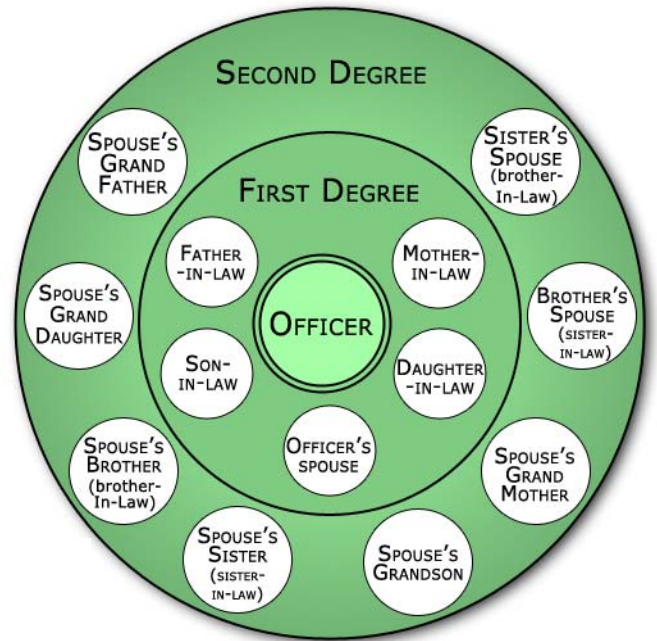 SECOND DEGREE
SPOUSE'S
GRAND
FATHER
SISTER'S
SPOUSE
(brother-
In-Law)
FIRST DEGREE
FATHER
-IN-LAW
MOTHER-
IN-LAW
SPOUSE'S
GRAND
DAUGHTER
OFFICER
BROTHER'S
SPOUSE
(SISTER-
IN-LAW)
SON-
IN-LAW
DAUGHTER
-IN-LAW
SPOUSE'S
BROTHER
(brother-
In-Law)
OFFICER'S
SPOUSE
SPOUSE'S
GRAND
MOTHER
SPOUSE'S
SISTER
(SISTER-
IN-LAW)
SPOUSE'S
GRANDSON